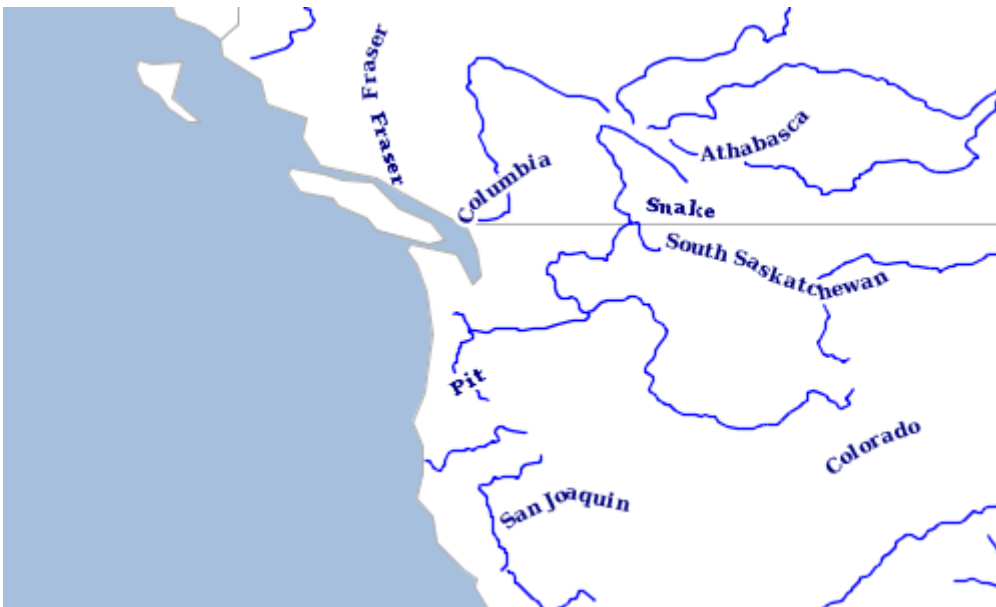 Fraser
Fraser
Athabasca
Columbia
Snake
South Saskatchewan
Pit
Colorado
San Joaquin